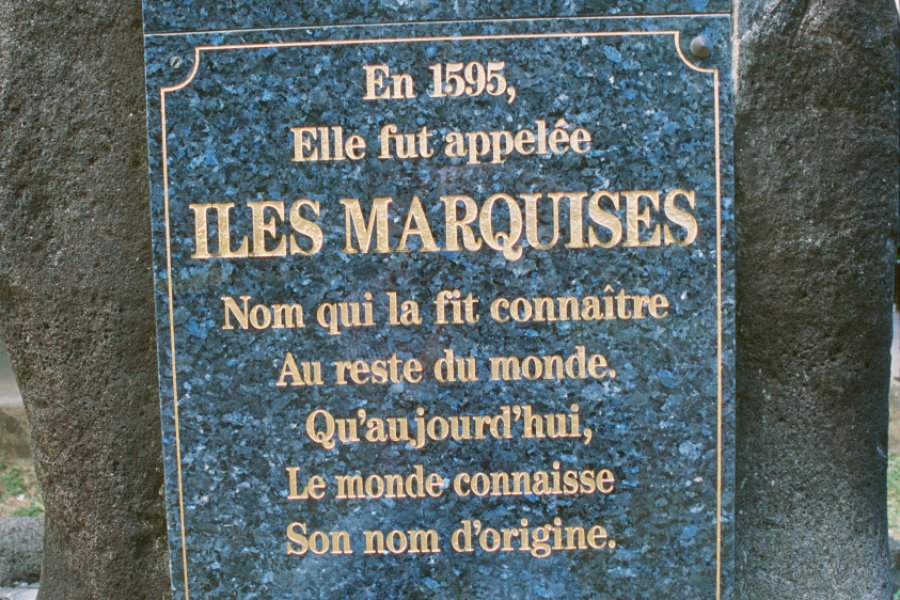 En 1595,
Elle fut appelée
ILES MARQUISES
Nom qui la fit connaître
Au reste du monde.
Qu'aujourd'hui,
Le monde connaisse
Son nom d'origine.